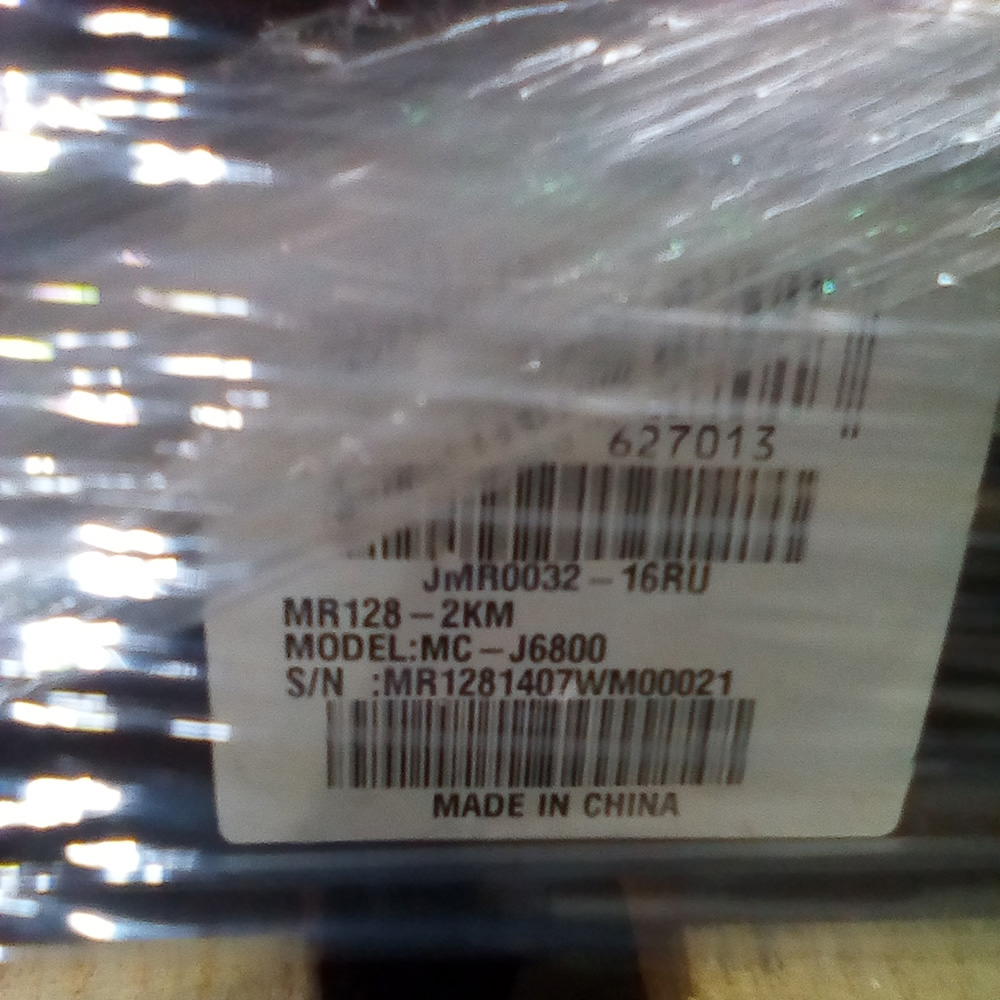 627013
JMR0032-16RU
MR128-2KM
MODEL:MC-J6800
S/N :MR1281407WM00021
MADE IN CHINA